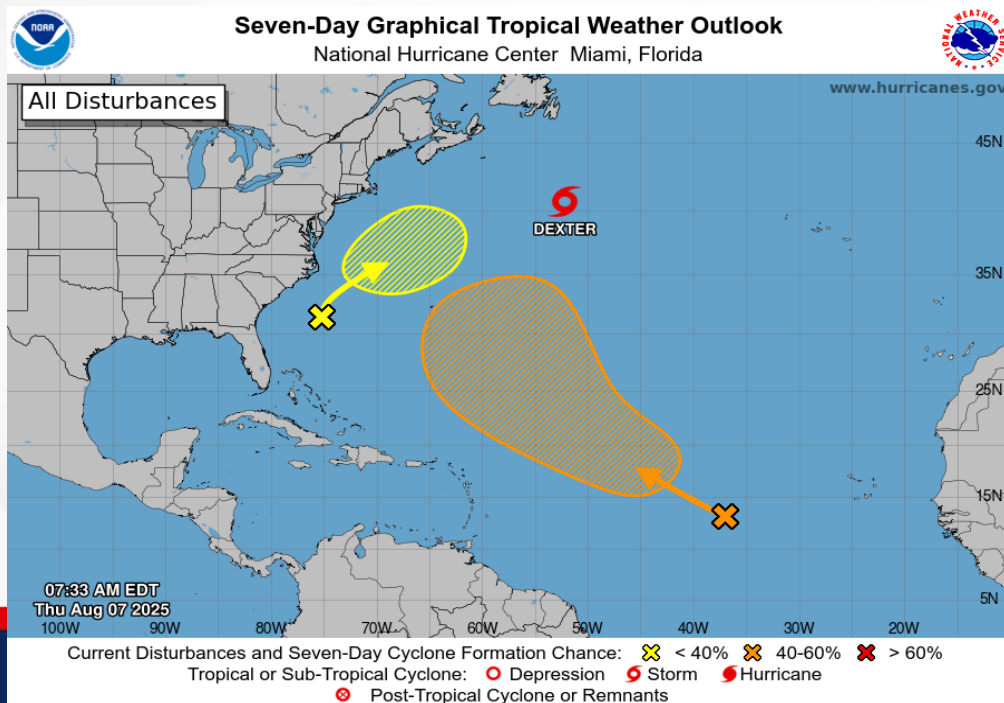 Seven-Day Graphical Tropical Weather Outlook
National Hurricane Center  Miami, Florida
NOAA
All Disturbances
www.hurricanes.gov
45N
DEXTER
35N
25N
15N
07:33 AM EDT
Thu Aug 07 2025
5N
100W 90W 80W 70W 60W 50W 40W 30W 20W
Current Disturbances and Seven-Day Cyclone Formation Chance: < 40% 40-60% > 60%
Tropical or Sub-Tropical Cyclone: Depression Storm Hurricane
Post-Tropical Cyclone or Remnants